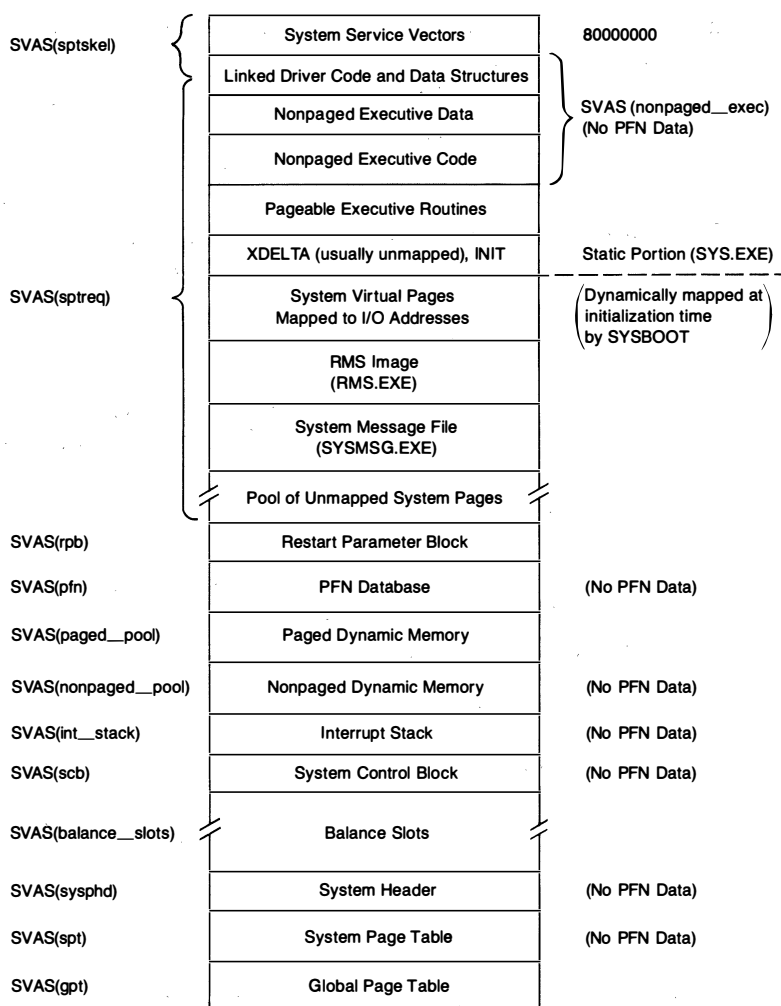 SVAS(sptskel)
System Service Vectors
80000000
Linked Driver Code and Data Structures
Nonpaged Executive Data
SVAS (nonpaged__exec)
(No PFN Data)
Nonpaged Executive Code
Pageable Executive Routines
XDELTA (usually unmapped), INIT
Static Portion (SYS.EXE)
SVAS(sptreq)
System Virtual Pages
Mapped to I/O Addresses
(Dynamically mapped at
initialization time
by SYSBOOT)
RMS Image
(RMS.EXE)
System Message File
(SYSMSG.EXE)
Pool of Unmapped System Pages
SVAS(rpb)
Restart Parameter Block
SVAS(pfn)
PFN Database
(No PFN Data)
SVAS(paged__pool)
Paged Dynamic Memory
SVAS(nonpaged__pool)
Nonpaged Dynamic Memory
(No PFN Data)
SVAS(int__stack)
Interrupt Stack
(No PFN Data)
SVAS(scb)
System Control Block
(No PFN Data)
SVAS(balance__slots)
Balance Slots
SVAS(sysphd)
System Header
(No PFN Data)
SVAS(spt)
System Page Table
(No PFN Data)
SVAS(gpt)
Global Page Table